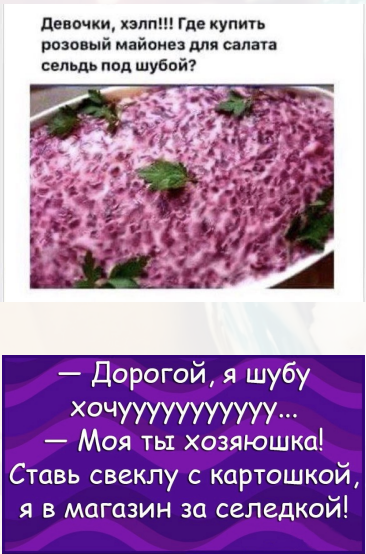 Девочки, хэлп!!! Где купить
розовый майонез для салата
сельдь под шубой?
— Дорогой, я шубу
хочуууууууууууу...
— Моя ты хозяюшка!
Ставь свеклу с картошкой,
я в магазин за селедкой!